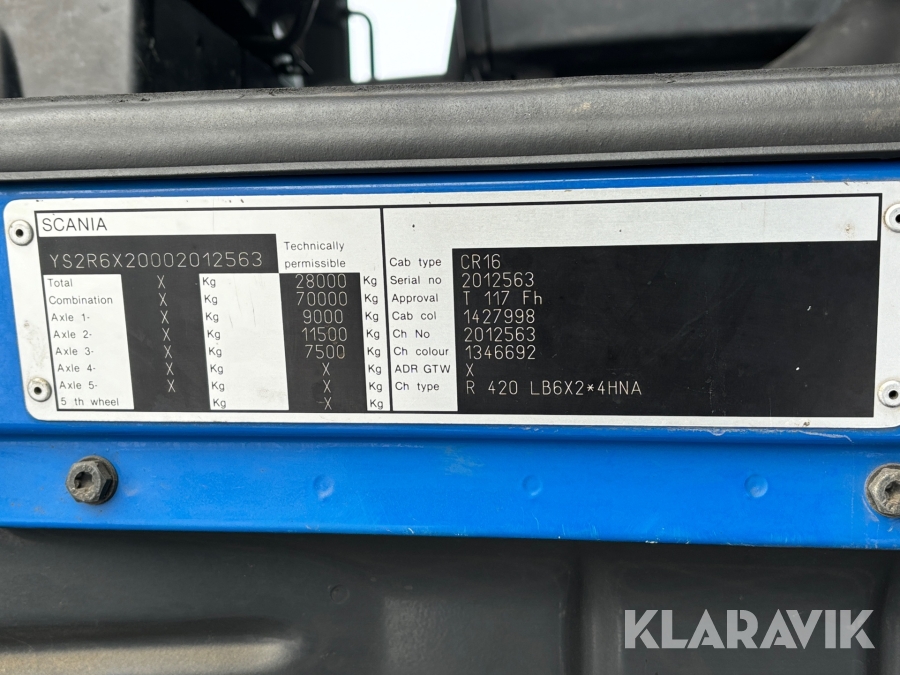 SCANIA
YS2R6X20002012563
Technically
permissible
Total X Kg 28000 Kg
Combination X Kg 70000 Kg
Axle 1- X Kg 9000 Kg
Axle 2- X Kg 11500 Kg
Axle 3- X Kg 7500 Kg
Axle 4- X Kg X Kg
Axle 5- X Kg X Kg
5 th wheel Kg X Kg
Cab type CR16
Serial no 2012563
Approval T 117 Fh
Cab col 1427998
Ch No 2012563
Ch colour 1346692
ADR GTW X
Ch type R 420 LB6X2*4HNA
KLARAVIK